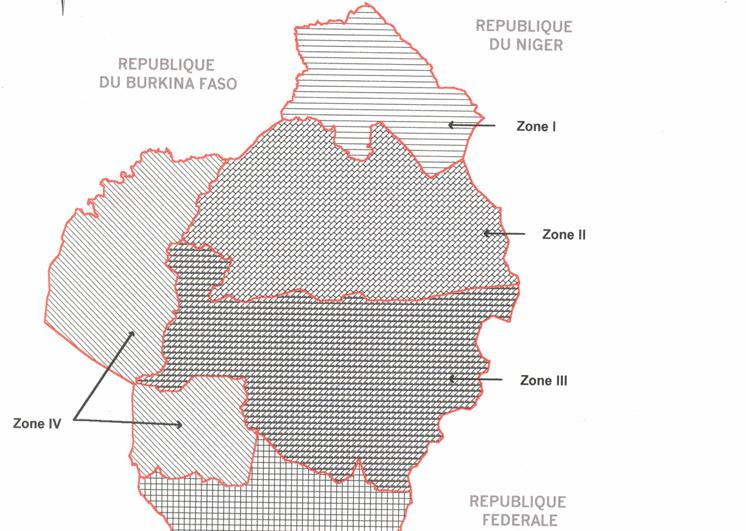 REPUBLIQUE
DU NIGER
REPUBLIQUE
DU BURKINA FASO
Zone I
Zone II
Zone III
Zone IV
REPUBLIQUE
FEDERALE